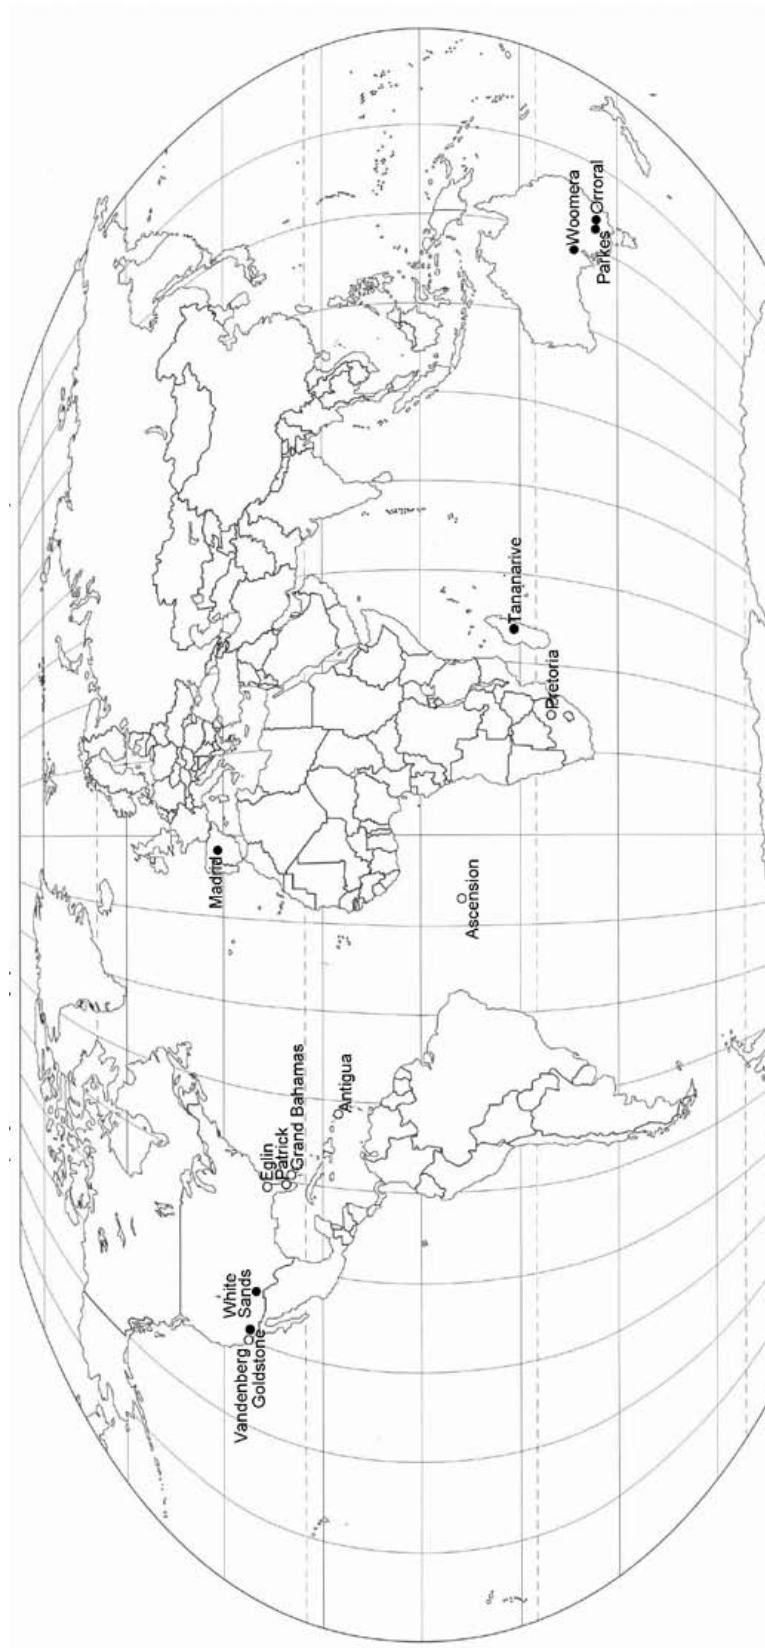 Vandenberg
Goldstone
White
Sands
Eglin
Patrick
Grand Bahamas
Antigua
Ascension
Madrid
Pretoria
Tananarive
Woomera
Parkes
Orroral